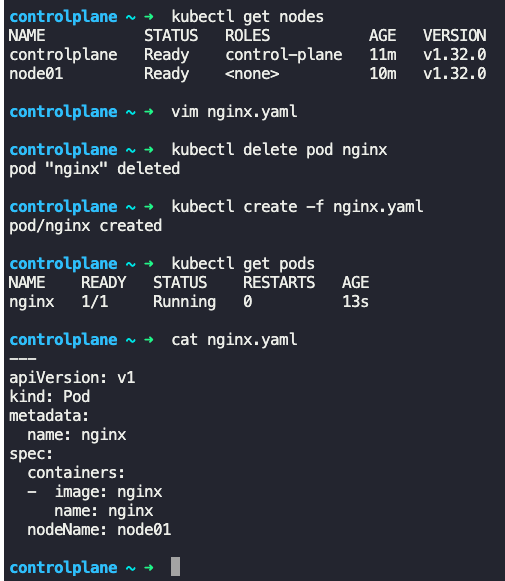 controlplane ~ ➜  kubectl get nodes
NAME           STATUS   ROLES           AGE   VERSION
controlplane   Ready    control-plane   11m   v1.32.0
node01         Ready    <none>          10m   v1.32.0
controlplane ~ ➜  vim nginx.yaml
controlplane ~ ➜  kubectl delete pod nginx
pod "nginx" deleted
controlplane ~ ➜  kubectl create -f nginx.yaml
pod/nginx created
controlplane ~ ➜  kubectl get pods
NAME    READY   STATUS    RESTARTS   AGE
nginx   1/1     Running   0          13s
controlplane ~ ➜  cat nginx.yaml
---
apiVersion: v1
kind: Pod
metadata:
  name: nginx
spec:
  containers:
  -  image: nginx
     name: nginx
  nodeName: node01
controlplane ~ ➜